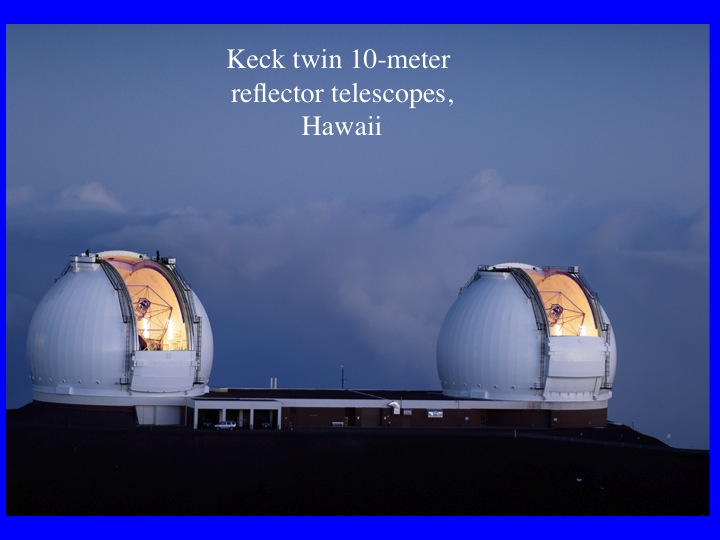 Keck twin 10-meter
reflector telescopes,
Hawaii